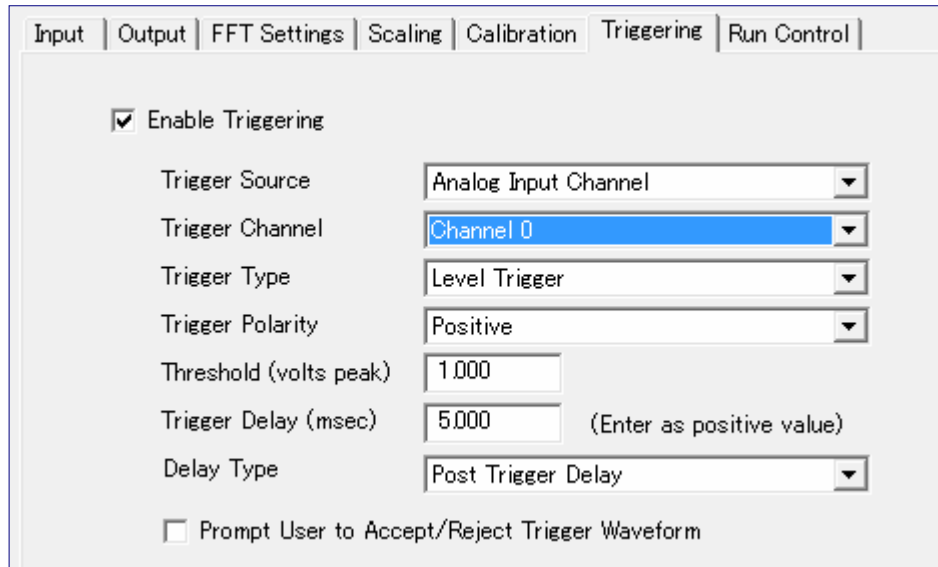 Input Output FFT Settings Scaling Calibration Triggering Run Control
Enable Triggering
Trigger Source Analog Input Channel
Trigger Channel Channel 0
Trigger Type Level Trigger
Trigger Polarity Positive
Threshold (volts peak) 1.000
Trigger Delay (msec) 5.000 (Enter as positive value)
Delay Type Post Trigger Delay
Prompt User to Accept/Reject Trigger Waveform